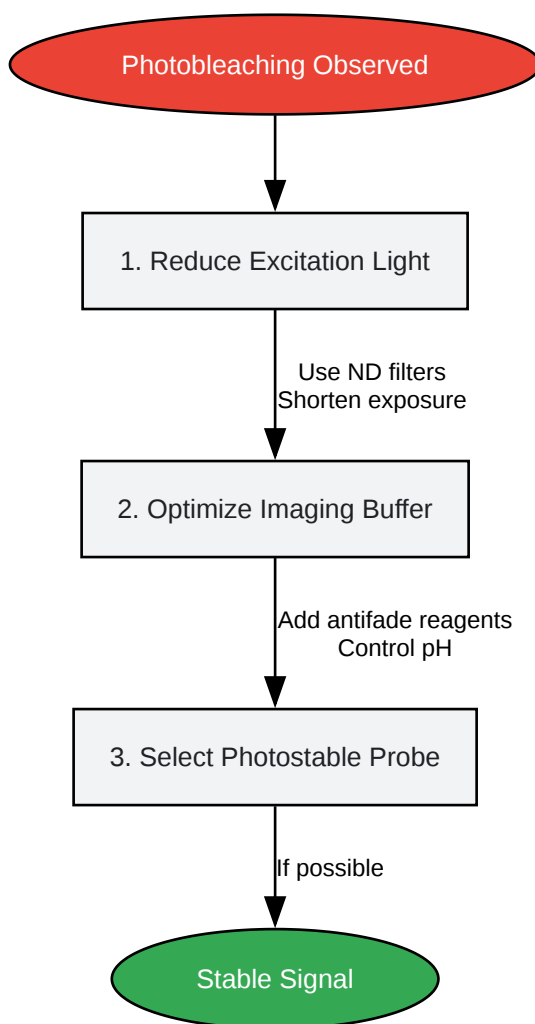 Photobleaching Observed
1. Reduce Excitation Light
Use ND filters
Shorten exposure
2. Optimize Imaging Buffer
Add antifade reagents
Control pH
3. Select Photostable Probe
If possible
Stable Signal